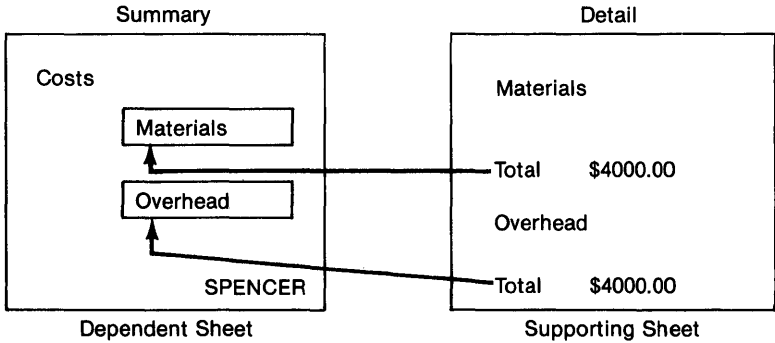 Summary
Costs
Materials
Overhead
SPENCER
Dependent Sheet
Detail
Materials
Total $4000.00
Overhead
Total $4000.00
Supporting Sheet